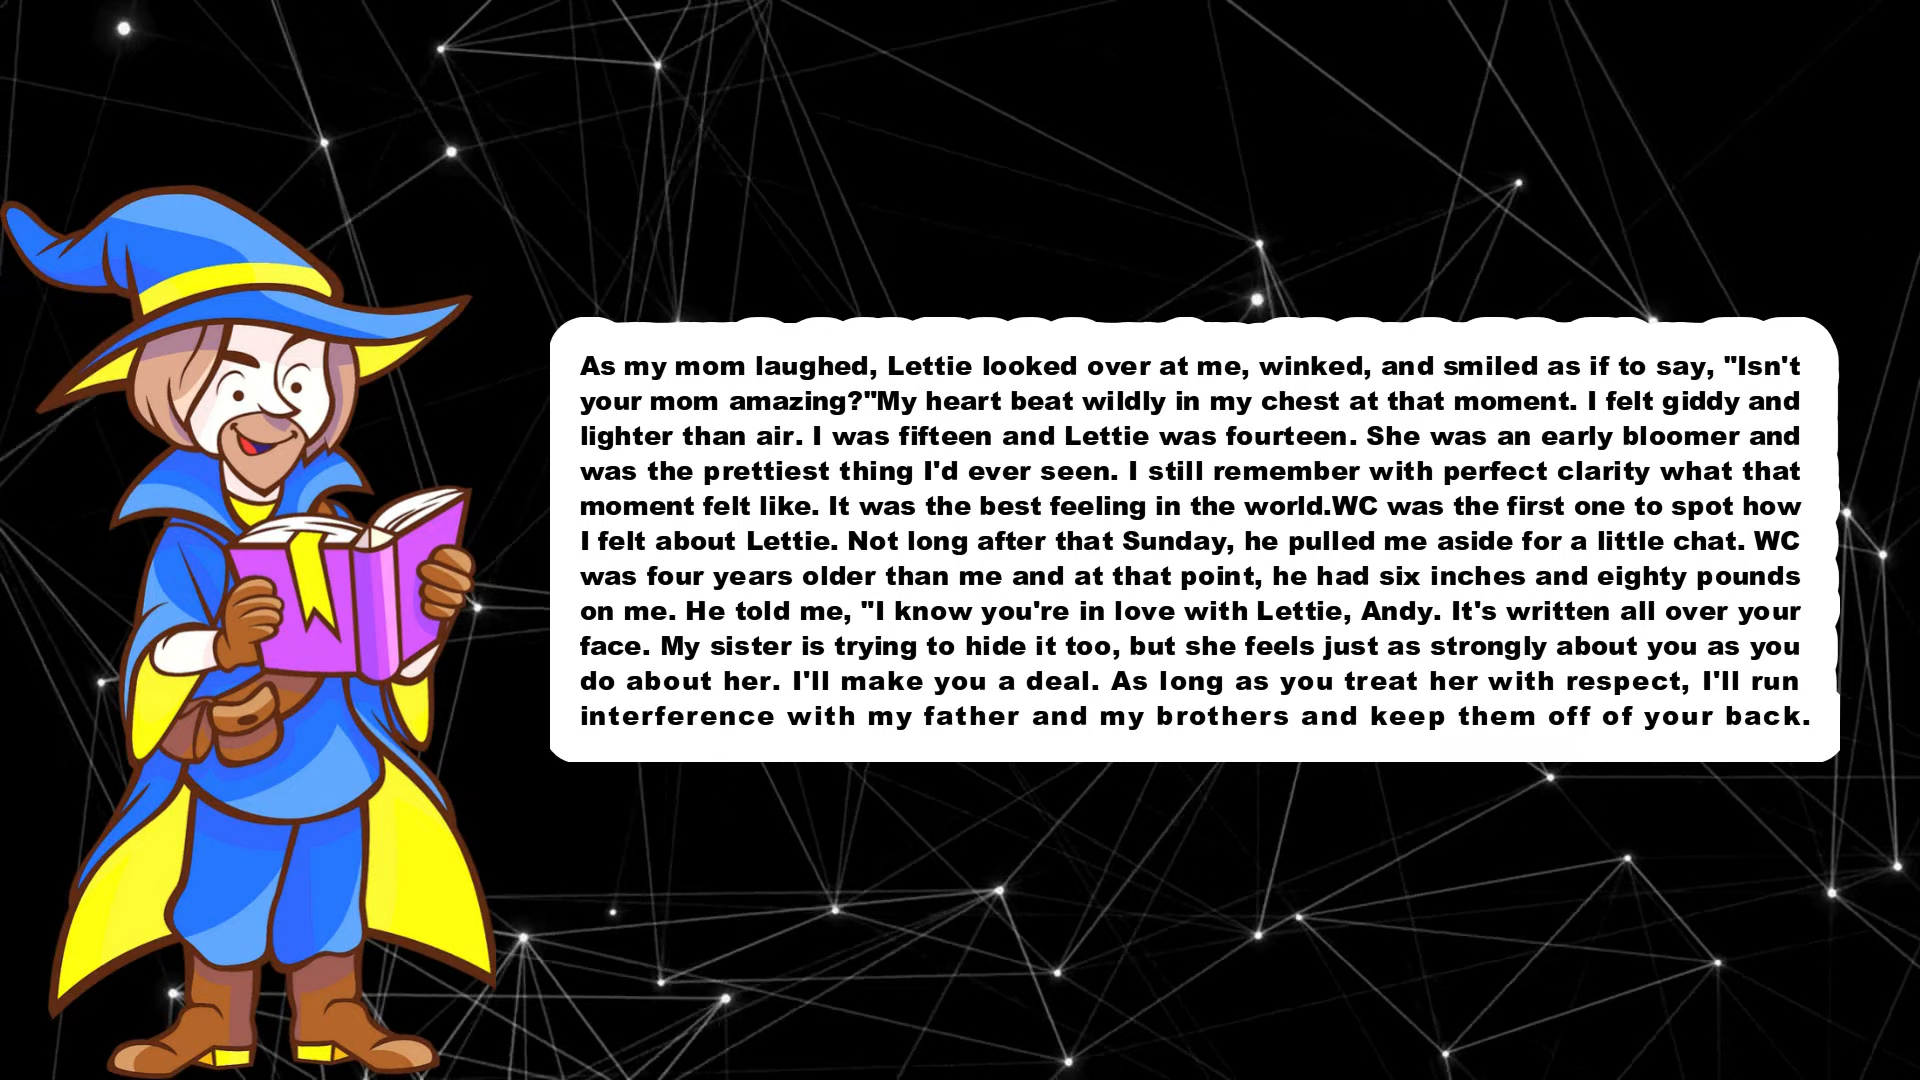 As my mom laughed, Lettie looked over at me, winked, and smiled as if to say, "Isn't
your mom amazing?"My heart beat wildly in my chest at that moment. I felt giddy and
lighter than air. I was fifteen and Lettie was fourteen. She was an early bloomer and
was the prettiest thing I'd ever seen. I still remember with perfect clarity what that
moment felt like. It was the best feeling in the world.WC was the first one to spot how
I felt about Lettie. Not long after that Sunday, he pulled me aside for a little chat. WC
was four years older than me and at that point, he had six inches and eighty pounds
on me. He told me, "I know you're in love with Lettie, Andy. It's written all over your
face. My sister is trying to hide it too, but she feels just as strongly about you as you
do about her. I'll make you a deal. As long as you treat her with respect, I'll run
interference with my father and my brothers and keep them off of your back.